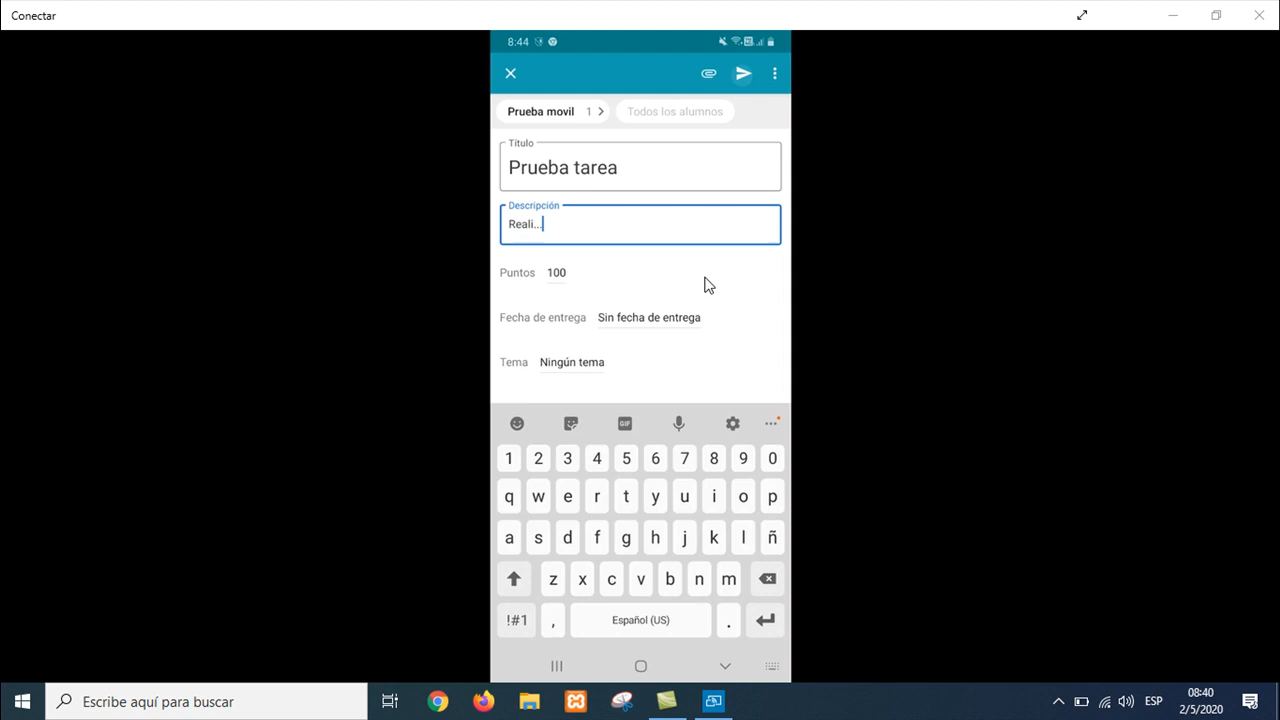 Conectar
8:44
Prueba movil 1 Todos los alumnos
Título
Prueba tarea
Descripción
Reali...
Puntos 100
Fecha de entrega Sin fecha de entrega
Tema Ningún tema
GIF
1 2 3 4 5 6 7 8 9 0
q w e r t y u i o p
a s d f g h j k l ñ
z x c v b n m
!#1 , Español (US) .
Escribe aquí para buscar
ESP
08:40
2/5/2020